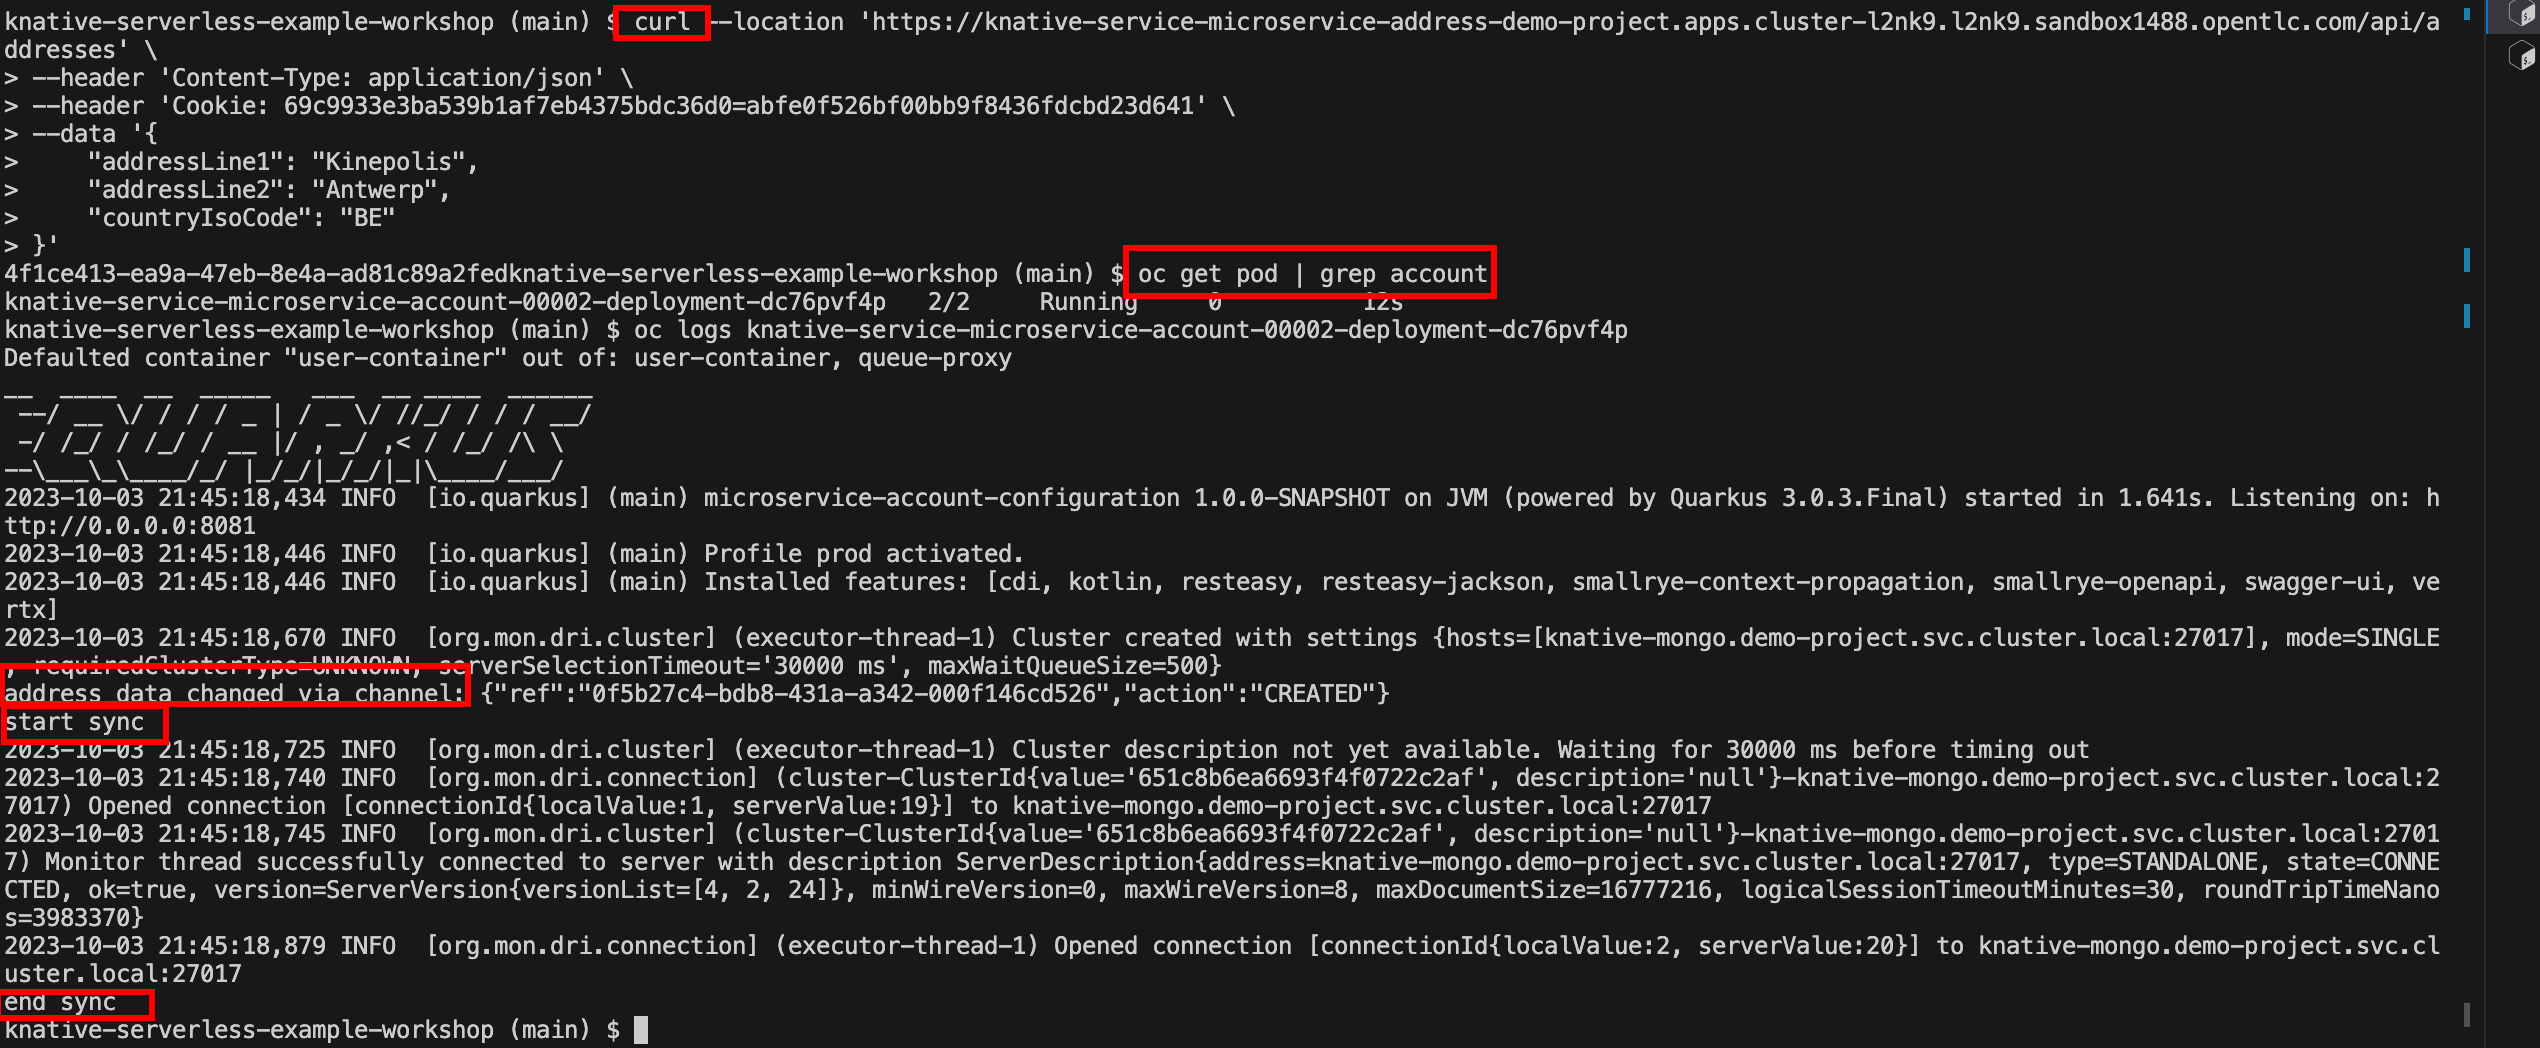 knative-serverless-example-workshop (main) $ curl --location 'https://knative-service-microservice-address-demo-project.apps.cluster-l2nk9.l2nk9.sandbox1488.opentlc.com/api/a
ddresses' \
> --header 'Content-Type: application/json' \
> --header 'Cookie: 69c9933e3ba539b1af7eb4375bdc36d0=abfe0f526bf00bb9f8436fdcbd23d641' \
> --data '{
>     "addressLine1": "Kinepolis",
>     "addressLine2": "Antwerp",
>     "countryIsoCode": "BE"
> }'
4f1ce413-ea9a-47eb-8e4a-ad81c89a2fedknative-serverless-example-workshop (main) $ oc get pod | grep account
knative-service-microservice-account-00002-deployment-dc76pvf4p   2/2     Running     0          12s
knative-serverless-example-workshop (main) $ oc logs knative-service-microservice-account-00002-deployment-dc76pvf4p
Defaulted container "user-container" out of: user-container, queue-proxy
__  ____  __  _____   ___  __ ____  ______
 --/ __ \/ / / / _ | / _ \/ //_/ / / / __/
 -/ /_/ / /_/ / __ |/ , _/ ,< / /_/ /\ \
--\___\_\____/_/ |_/_/|_/_/|_|\____/___/
2023-10-03 21:45:18,434 INFO  [io.quarkus] (main) microservice-account-configuration 1.0.0-SNAPSHOT on JVM (powered by Quarkus 3.0.3.Final) started in 1.641s. Listening on: h
ttp://0.0.0.0:8081
2023-10-03 21:45:18,446 INFO  [io.quarkus] (main) Profile prod activated.
2023-10-03 21:45:18,446 INFO  [io.quarkus] (main) Installed features: [cdi, kotlin, resteasy, resteasy-jackson, smallrye-context-propagation, smallrye-openapi, swagger-ui, ve
rtx]
2023-10-03 21:45:18,670 INFO  [org.mon.dri.cluster] (executor-thread-1) Cluster created with settings {hosts=[knative-mongo.demo-project.svc.cluster.local:27017], mode=SINGLE
, requiredClusterType=UNKNOWN, serverSelectionTimeout='30000 ms', maxWaitQueueSize=500}
address data changed via channel: {"ref":"0f5b27c4-bdb8-431a-a342-000f146cd526","action":"CREATED"}
start sync
2023-10-03 21:45:18,725 INFO  [org.mon.dri.cluster] (executor-thread-1) Cluster description not yet available. Waiting for 30000 ms before timing out
2023-10-03 21:45:18,740 INFO  [org.mon.dri.connection] (cluster-ClusterId{value='651c8b6ea6693f4f0722c2af', description='null'}-knative-mongo.demo-project.svc.cluster.local:2
7017) Opened connection [connectionId{localValue:1, serverValue:19}] to knative-mongo.demo-project.svc.cluster.local:27017
2023-10-03 21:45:18,745 INFO  [org.mon.dri.cluster] (cluster-ClusterId{value='651c8b6ea6693f4f0722c2af', description='null'}-knative-mongo.demo-project.svc.cluster.local:2701
7) Monitor thread successfully connected to server with description ServerDescription{address=knative-mongo.demo-project.svc.cluster.local:27017, type=STANDALONE, state=CONNE
CTED, ok=true, version=ServerVersion{versionList=[4, 2, 24]}, minWireVersion=0, maxWireVersion=8, maxDocumentSize=16777216, logicalSessionTimeoutMinutes=30, roundTripTimeNano
s=3983370}
2023-10-03 21:45:18,879 INFO  [org.mon.dri.connection] (executor-thread-1) Opened connection [connectionId{localValue:2, serverValue:20}] to knative-mongo.demo-project.svc.cl
uster.local:27017
end sync
knative-serverless-example-workshop (main) $